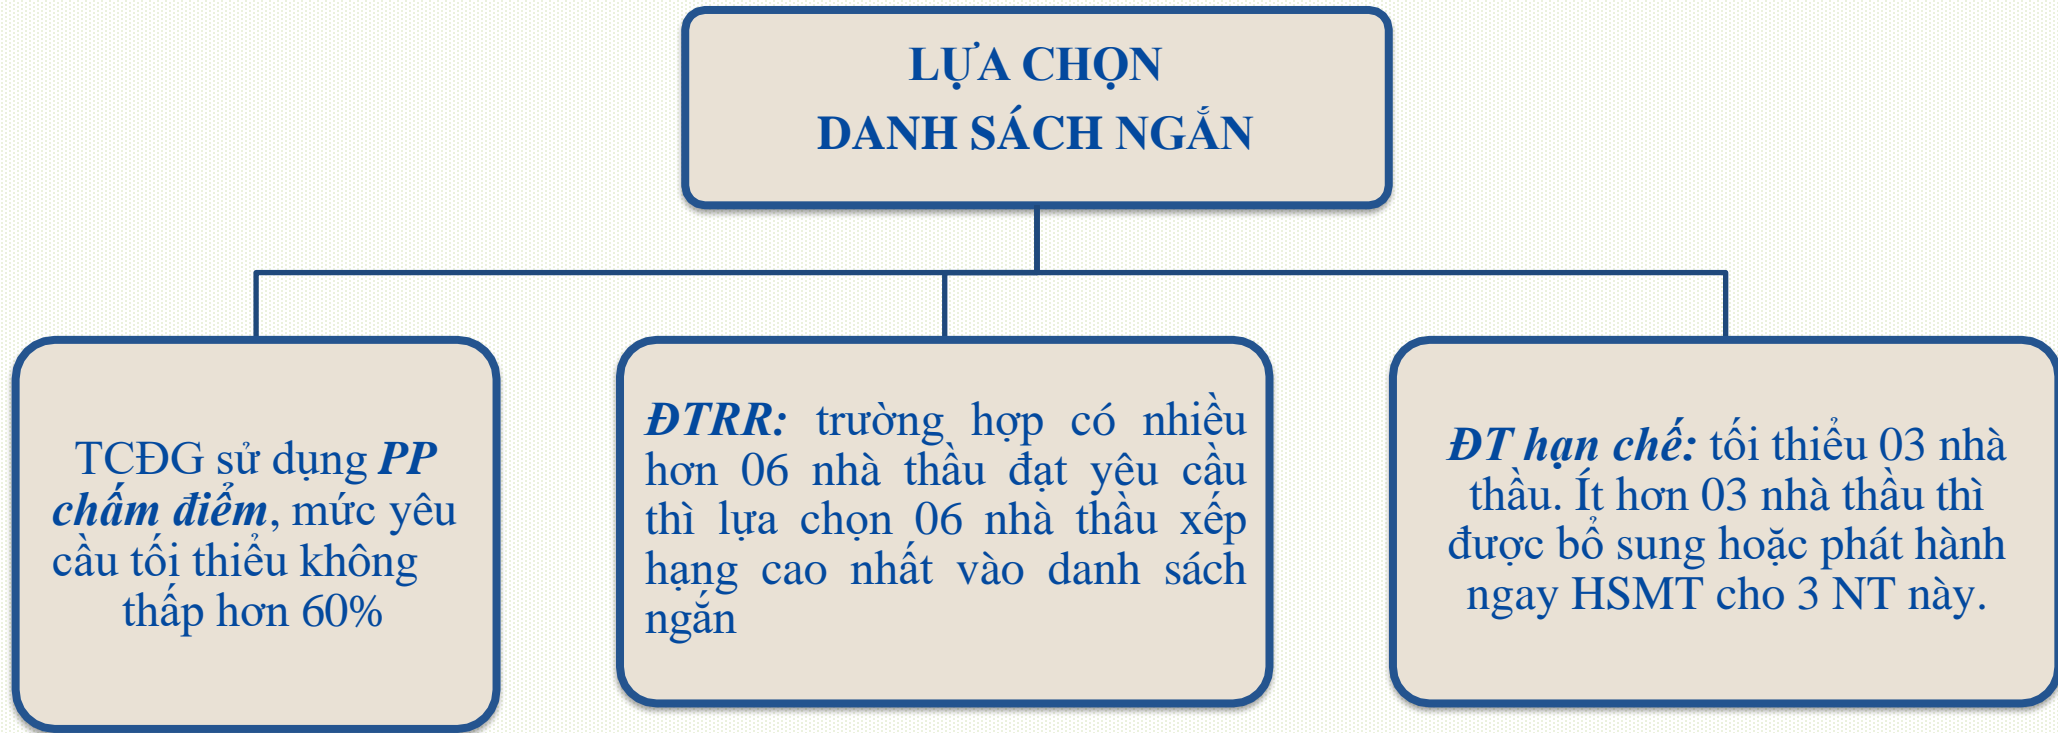 LỰA CHỌN
DANH SÁCH NGẮN
TCĐG sử dụng PP
chấm điểm, mức yêu
cầu tối thiểu không
thấp hơn 60%
ĐTRR: trường hợp có nhiều
hơn 06 nhà thầu đạt yêu cầu
thì lựa chọn 06 nhà thầu xếp
hạng cao nhất vào danh sách
ngắn
ĐT hạn chế: tối thiểu 03 nhà
thầu. Ít hơn 03 nhà thầu thì
được bổ sung hoặc phát hành
ngay HSMT cho 3 NT này.